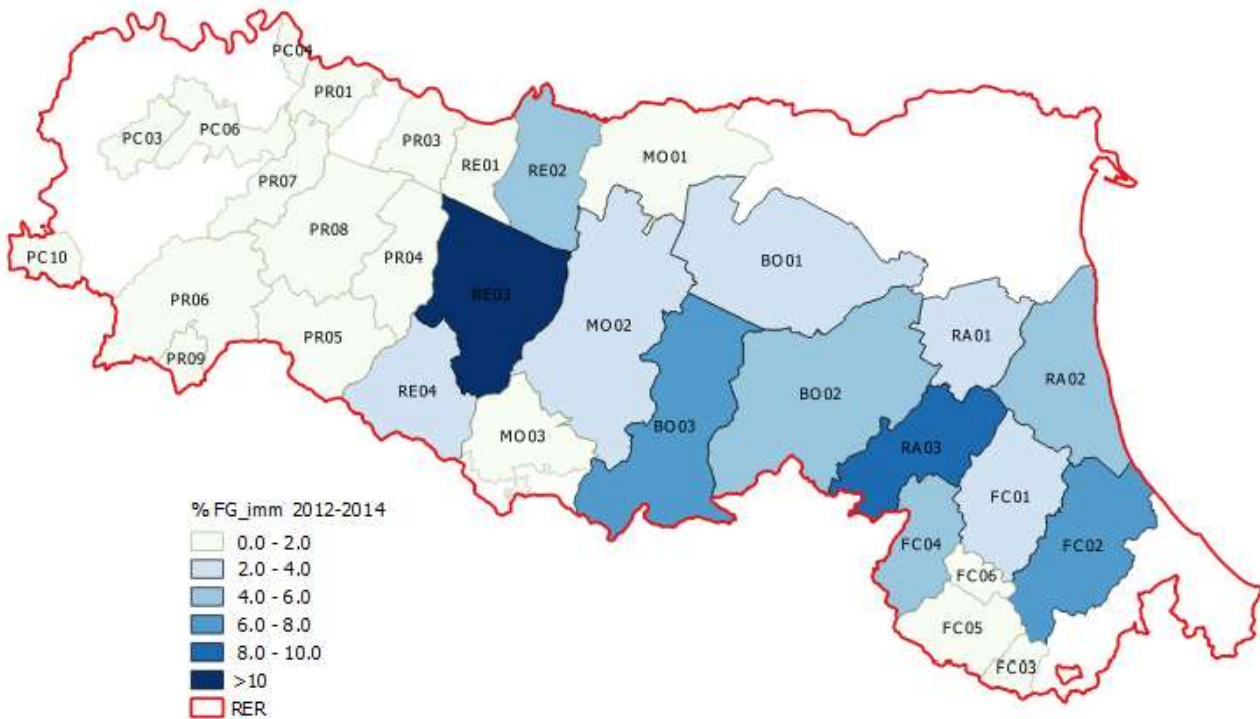 PC04
PR01
PC03
PC06
PR03
RE01
RE02
MO01
PR07
PR08
PR04
PC10
PR06
RE03
BO01
PR05
PR09
MO02
RA01
RE04
RA02
BO02
BO03
MO03
RA03
FC01
FC04
FC02
FC06
FC05
FC03
% FG_imm 2012-2014
0.0 - 2.0
2.0 - 4.0
4.0 - 6.0
6.0 - 8.0
8.0 - 10.0
>10
RER